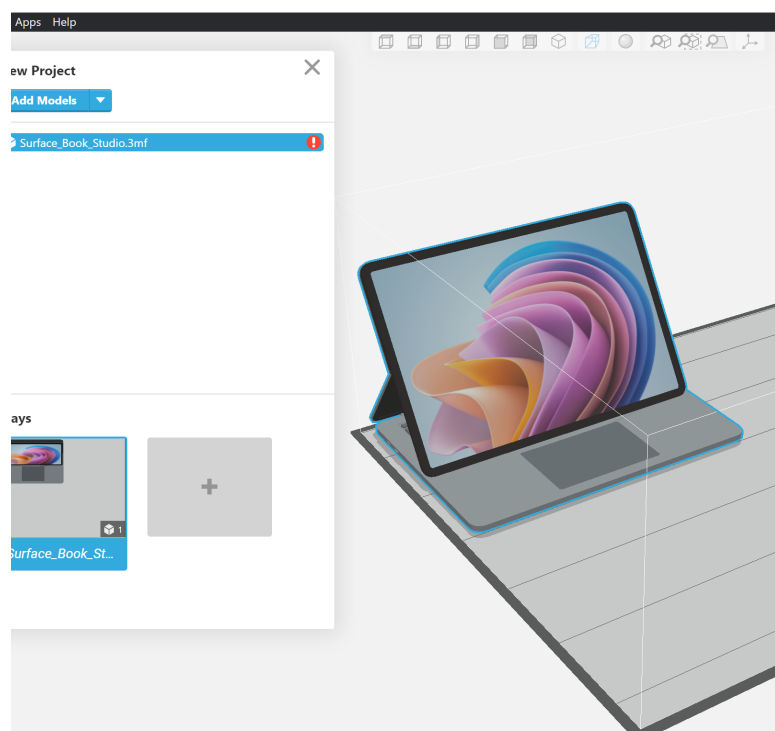 Apps Help
ew Project
Add Models
Surface_Book_Studio.3mf
ays
1
Surface_Book_St...